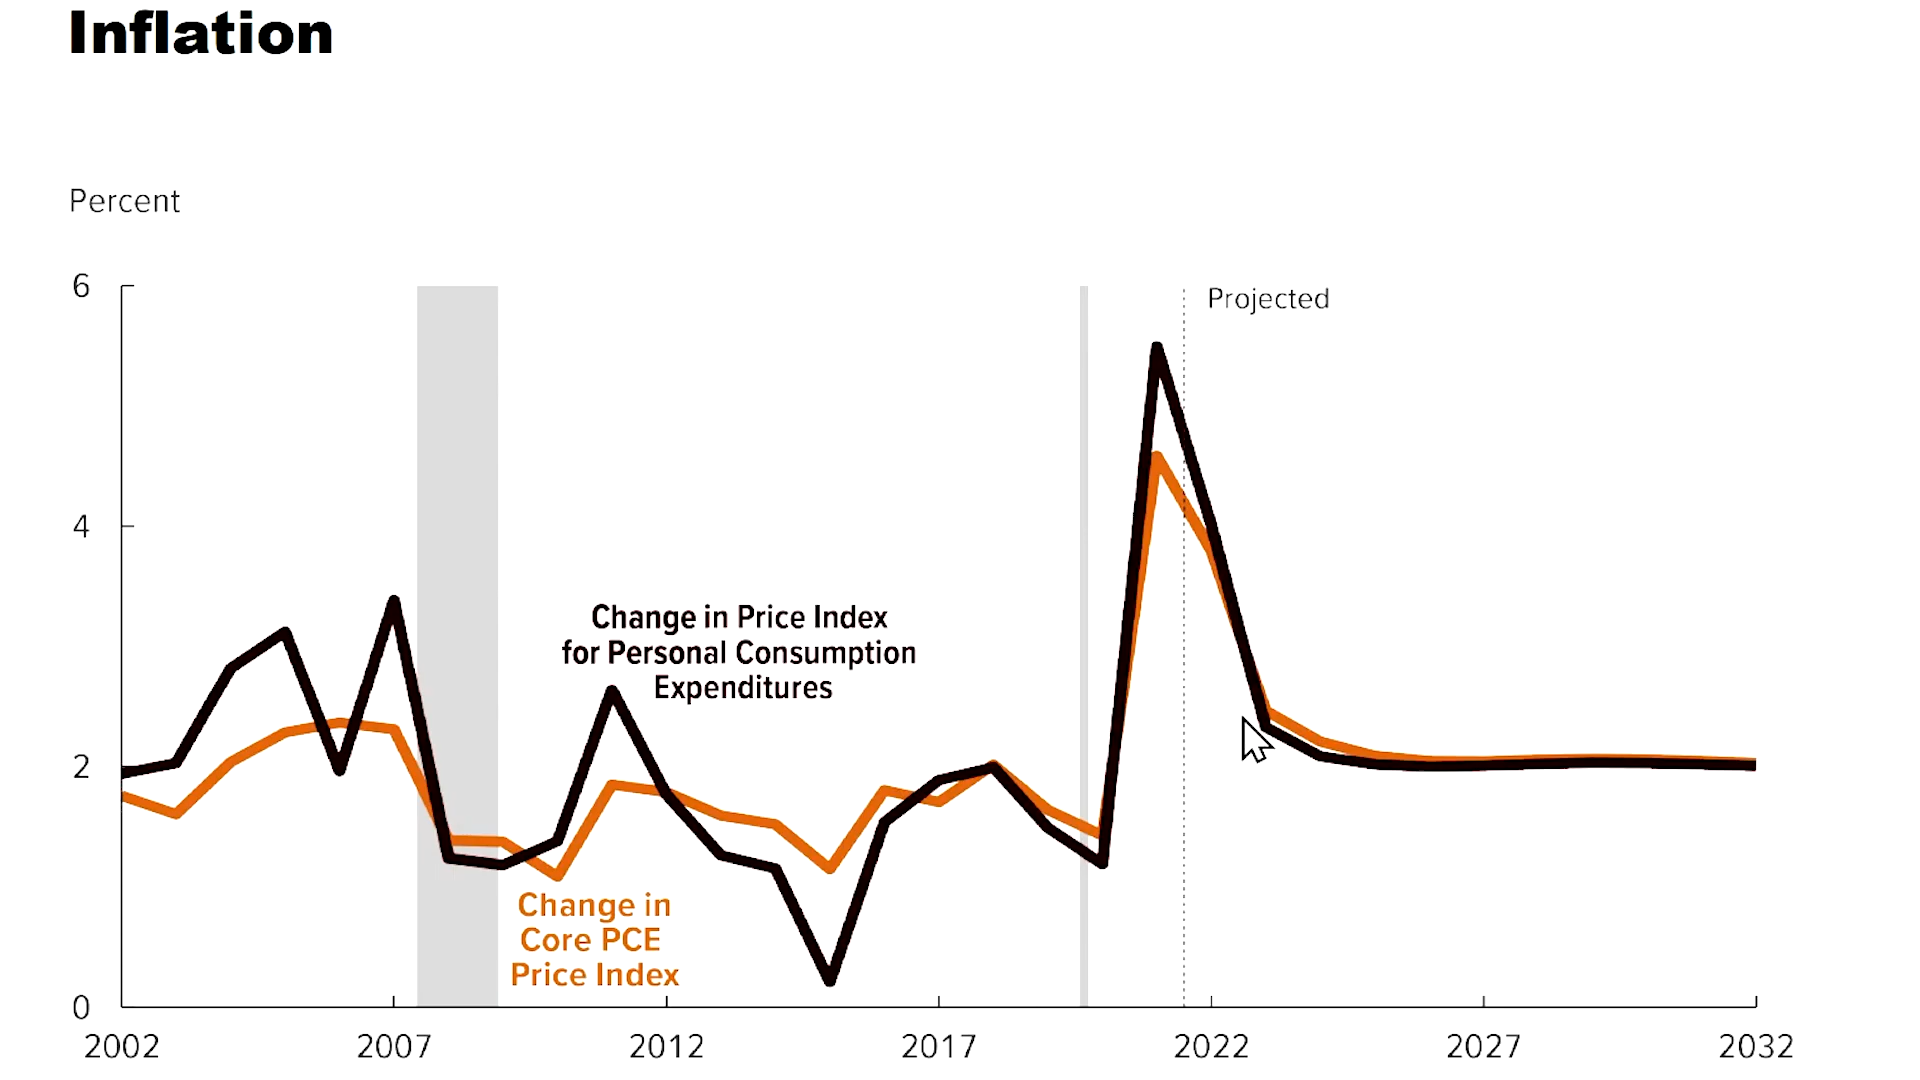 Inflation
Percent
6
Projected
4
Change in Price Index
for Personal Consumption
Expenditures
2
Change in
Core PCE
Price Index
0
2002 2007 2012 2017 2022 2027 2032